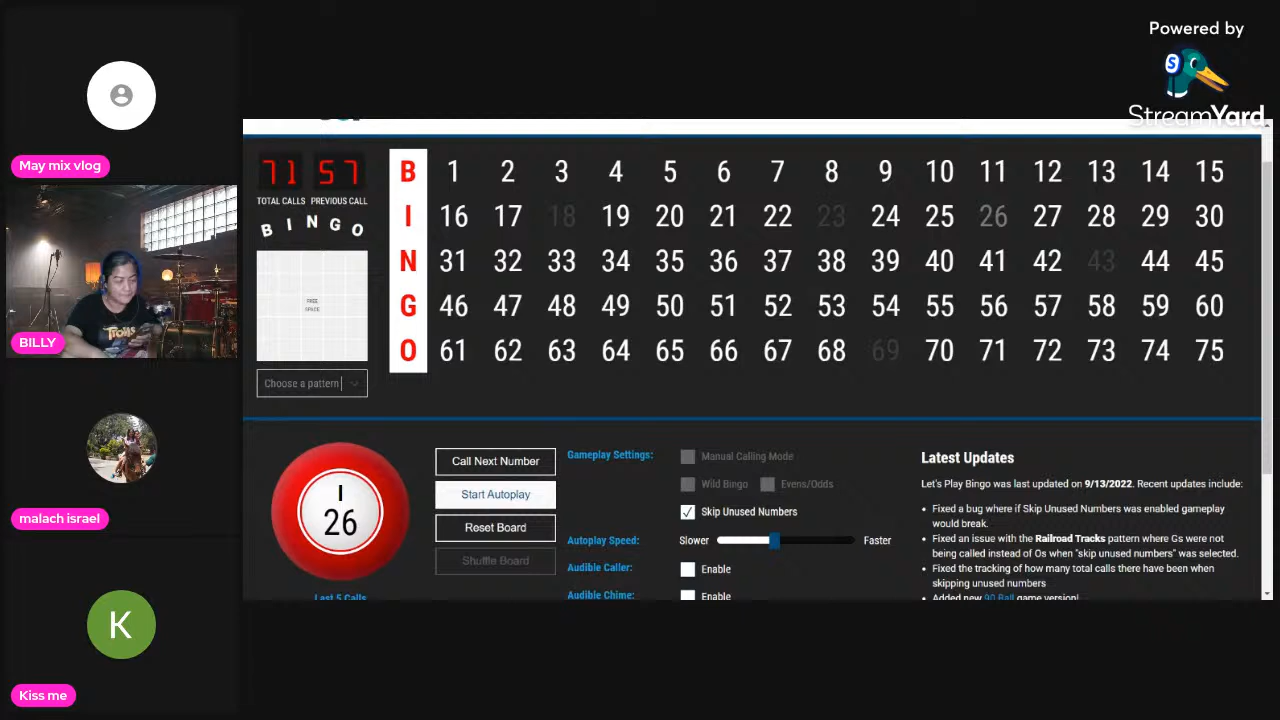 Powered by
StreamYard
May mix vlog
BILLY
malach israel
K
Kiss me
71 57
TOTAL CALLS PREVIOUS CALL
BINGO
FREE
SPACE
Choose a pattern
B 1 2 3 4 5 6 7 8 9 10 11 12 13 14 15
I 16 17 18 19 20 21 22 23 24 25 26 27 28 29 30
N 31 32 33 34 35 36 37 38 39 40 41 42 43 44 45
G 46 47 48 49 50 51 52 53 54 55 56 57 58 59 60
O 61 62 63 64 65 66 67 68 69 70 71 72 73 74 75
I
26
Last 5 Calls
Call Next Number
Start Autoplay
Reset Board
Shuffle Board
Gameplay Settings:
Manual Calling Mode
Wild Bingo Evens/Odds
Skip Unused Numbers
Autoplay Speed: Slower Faster
Audible Caller: Enable
Audible Chime: Enable
Latest Updates
Let's Play Bingo was last updated on 9/13/2022. Recent updates include:
• Fixed a bug where if Skip Unused Numbers was enabled gameplay
would break.
• Fixed an issue with the Railroad Tracks pattern where Gs were not
being called instead of Os when "skip unused numbers" was selected.
• Fixed the tracking of how many total calls there have been when
skipping unused numbers
• Added new 90 Ball game version!